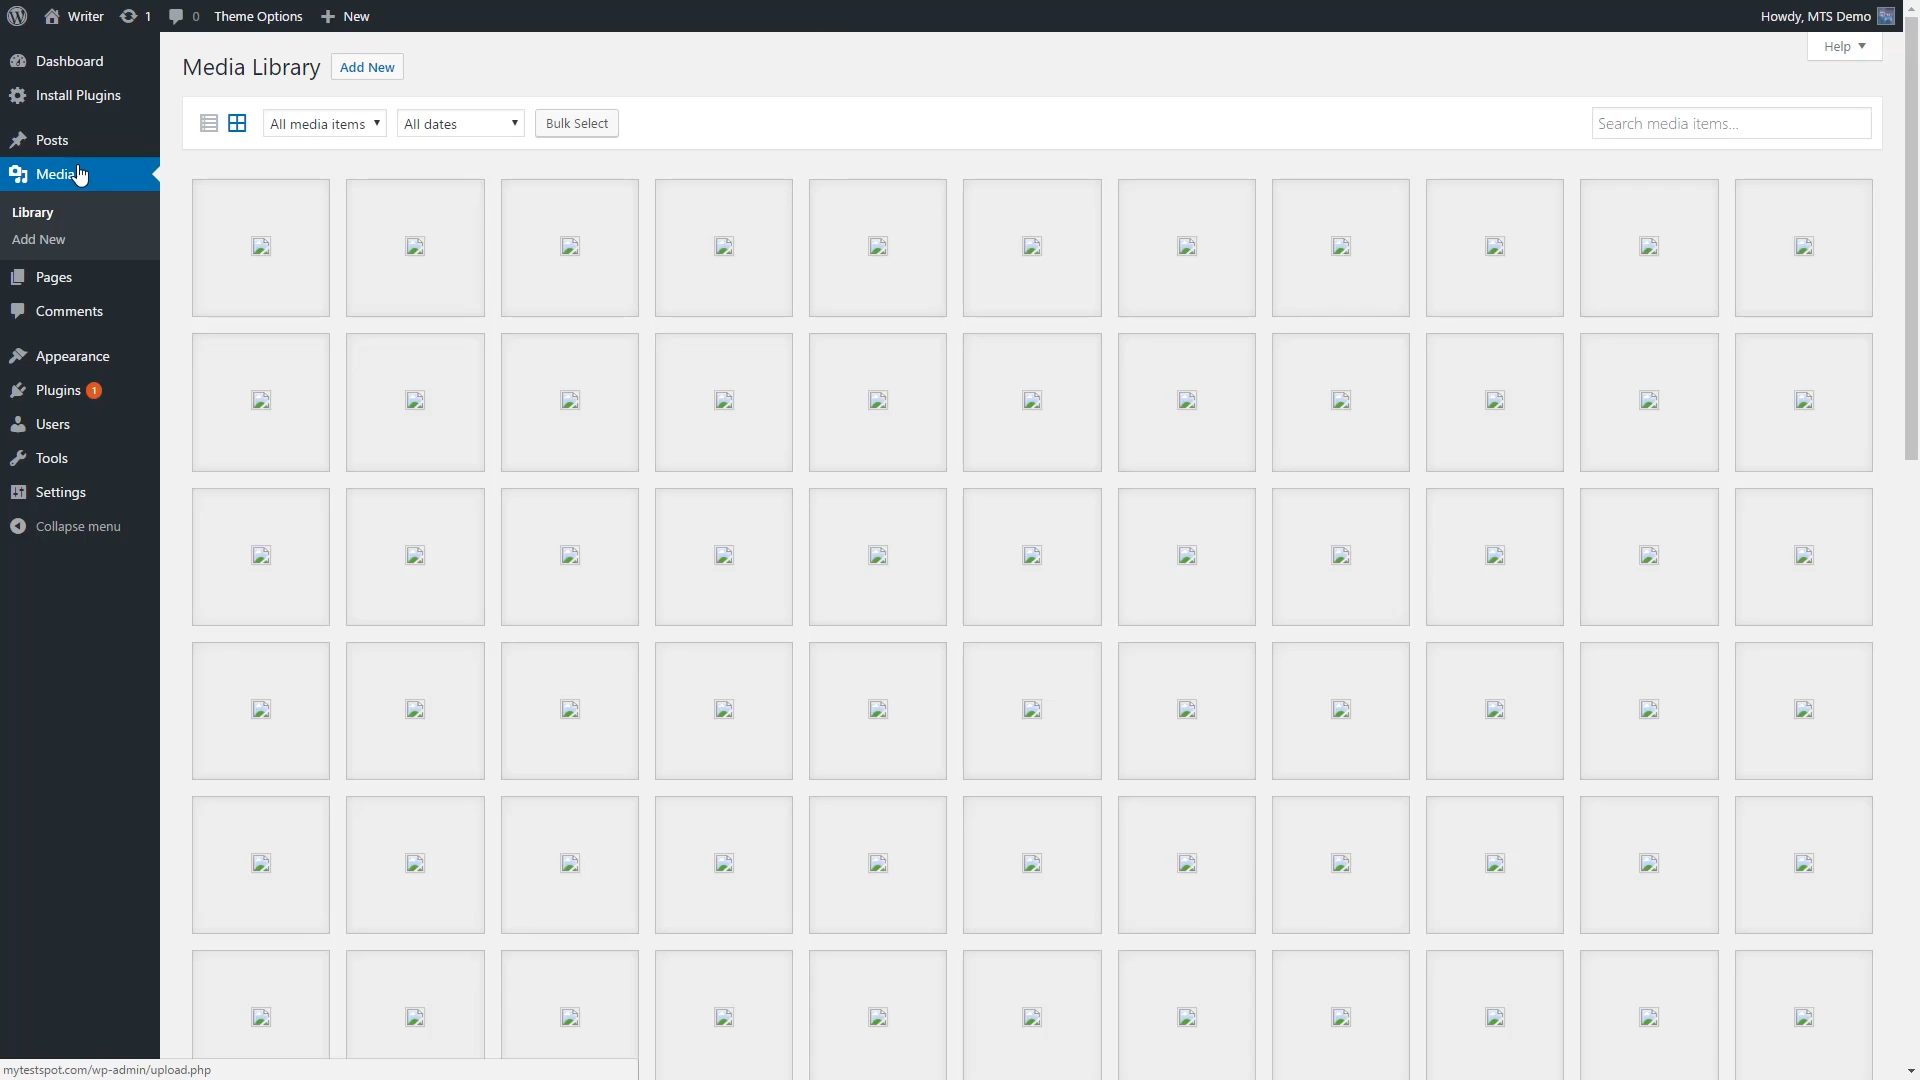 Writer 1 0 Theme Options New
Howdy, MTS Demo
Help
Dashboard
Install Plugins
Posts
Media
Library
Add New
Pages
Comments
Appearance
Plugins 1
Users
Tools
Settings
Collapse menu
Media Library Add New
All media items All dates Bulk Select
Search media items...
mytestspot.com/wp-admin/upload.php